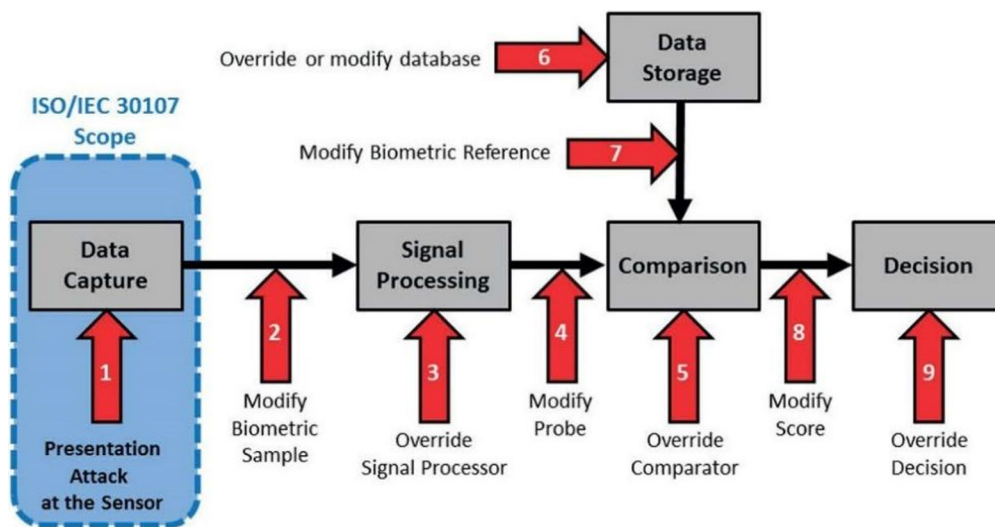 Override or modify database
6
Data
Storage
ISO/IEC 30107
Scope
Modify Biometric Reference
7
Data
Capture
Signal
Processing
Comparison
Decision
1
2
3
4
5
8
9
Presentation
Attack
at the Sensor
Modify
Biometric
Sample
Override
Signal Processor
Modify
Probe
Override
Comparator
Modify
Score
Override
Decision